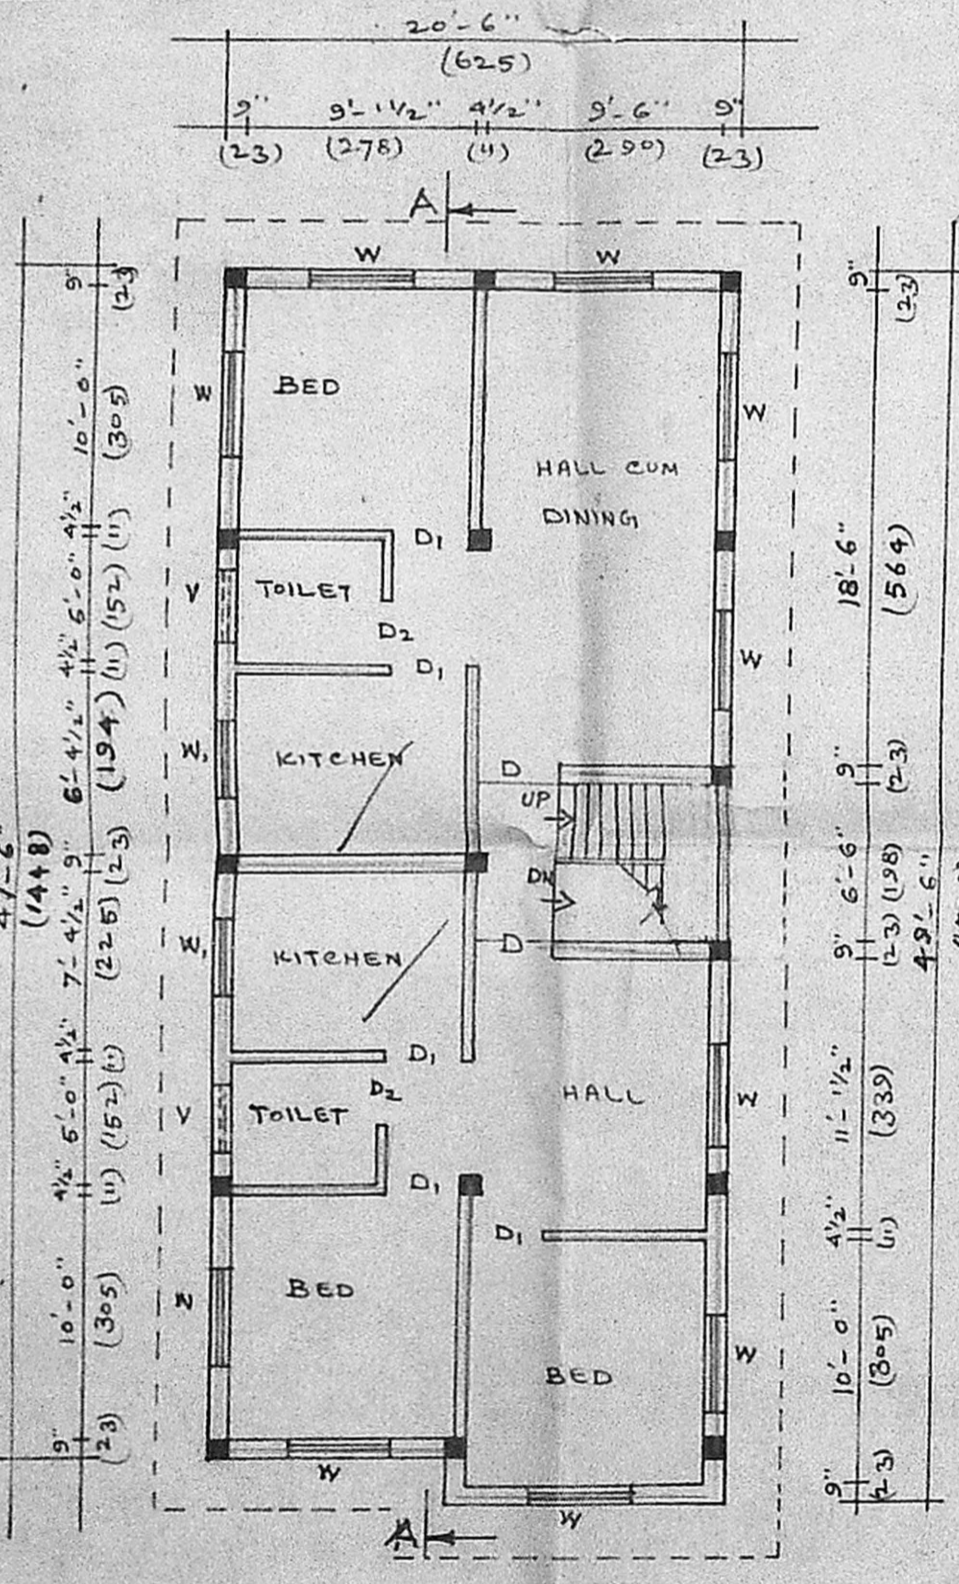 20'-6"
(625)
9" 9'-11½" 4½" 9'-6" 9"
(23) (278) (11) (290) (23)
A
W W
9" (23)
9" (23)
10'-0" (305)
W
BED
W
HALL CUM
DINING
4½" (11)
D1
18'-6" (564)
5'-0" (152)
V
TOILET
D2
4½" (11)
D1
W
6'-4½" (194)
W1
KITCHEN
D
9" (23)
UP
9" (23)
(1448)
DN
6'-6" (198)
7'-4½" (225)
W1
KITCHEN
D
9" (23)
49'-6"
4½" (11)
D1
D2
HALL
W
11'-1½" (339)
5'-0" (152)
V
TOILET
4½" (11)
D1
D1
4½" (11)
10'-0" (305)
W
BED
BED
W
10'-0" (305)
9" (23)
W
9" (23)
W
A